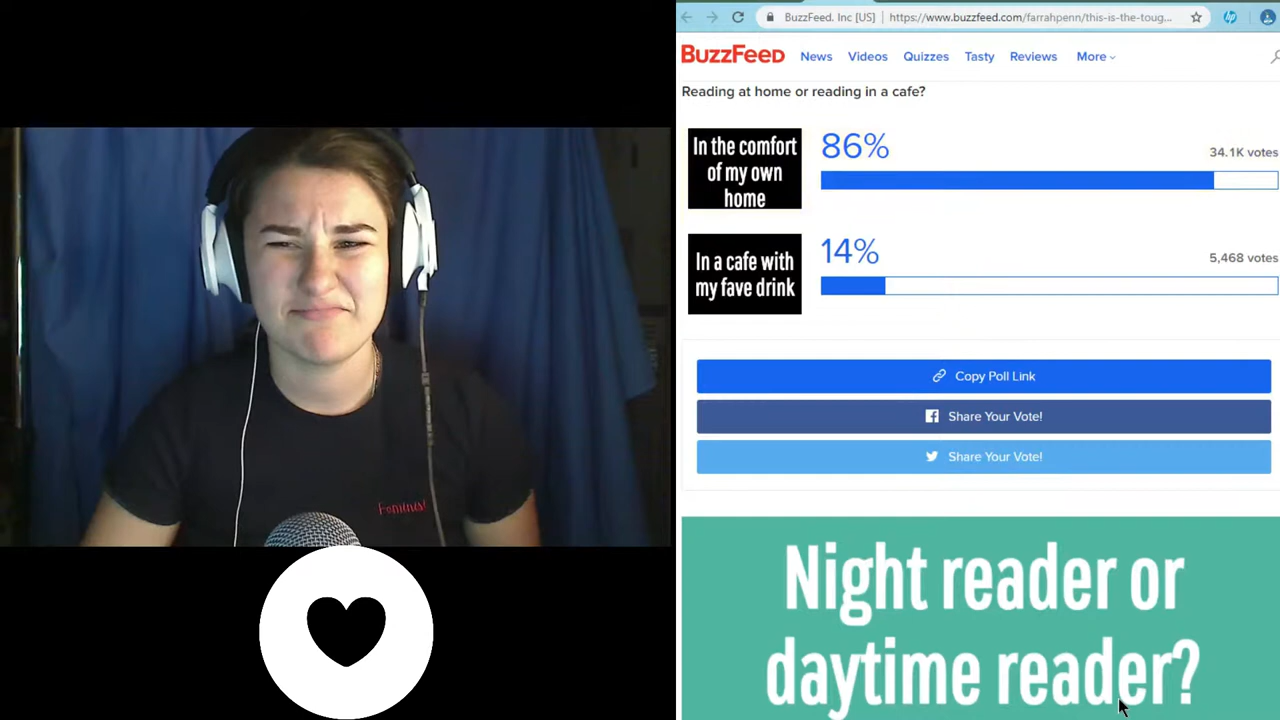 BuzzFeed. Inc [US] https://www.buzzfeed.com/farrahpenn/this-is-the-toug...
BuzzFeed News Videos Quizzes Tasty Reviews More
Reading at home or reading in a cafe?
In the comfort
of my own
home
86%
34.1K votes
In a cafe with
my fave drink
14%
5,468 votes
Copy Poll Link
Share Your Vote!
Share Your Vote!
Night reader or
daytime reader?
Feminist